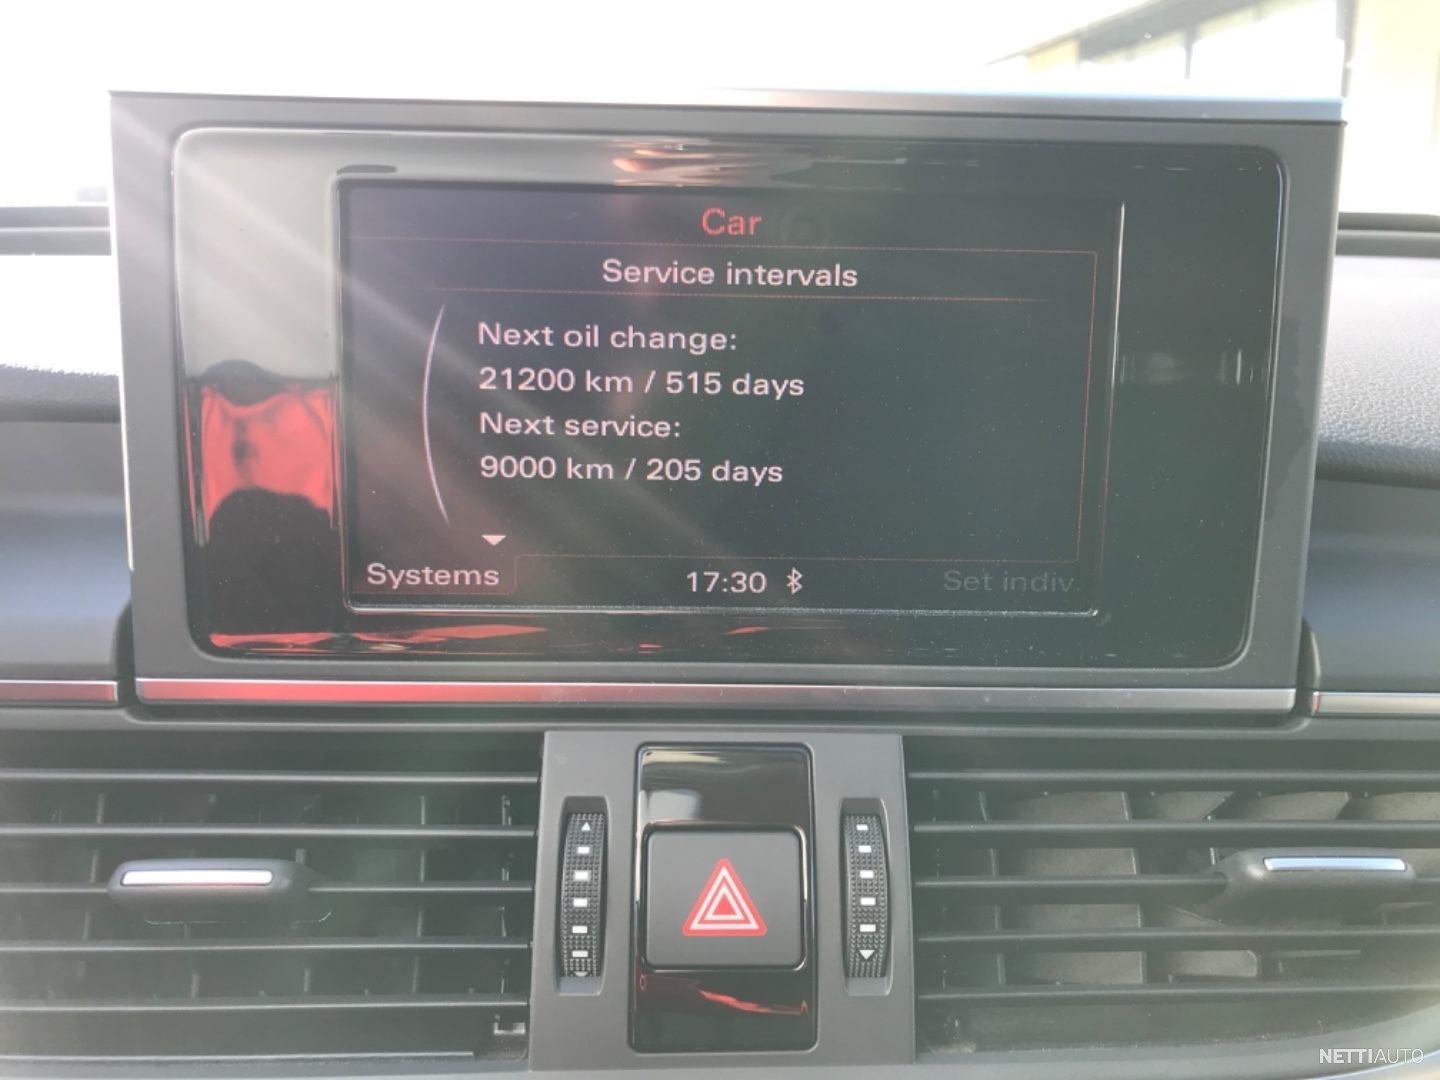 Car
Service intervals
Next oil change:
21200 km / 515 days
Next service:
9000 km / 205 days
Systems
17:30
Set indiv.
NETTIAUTO